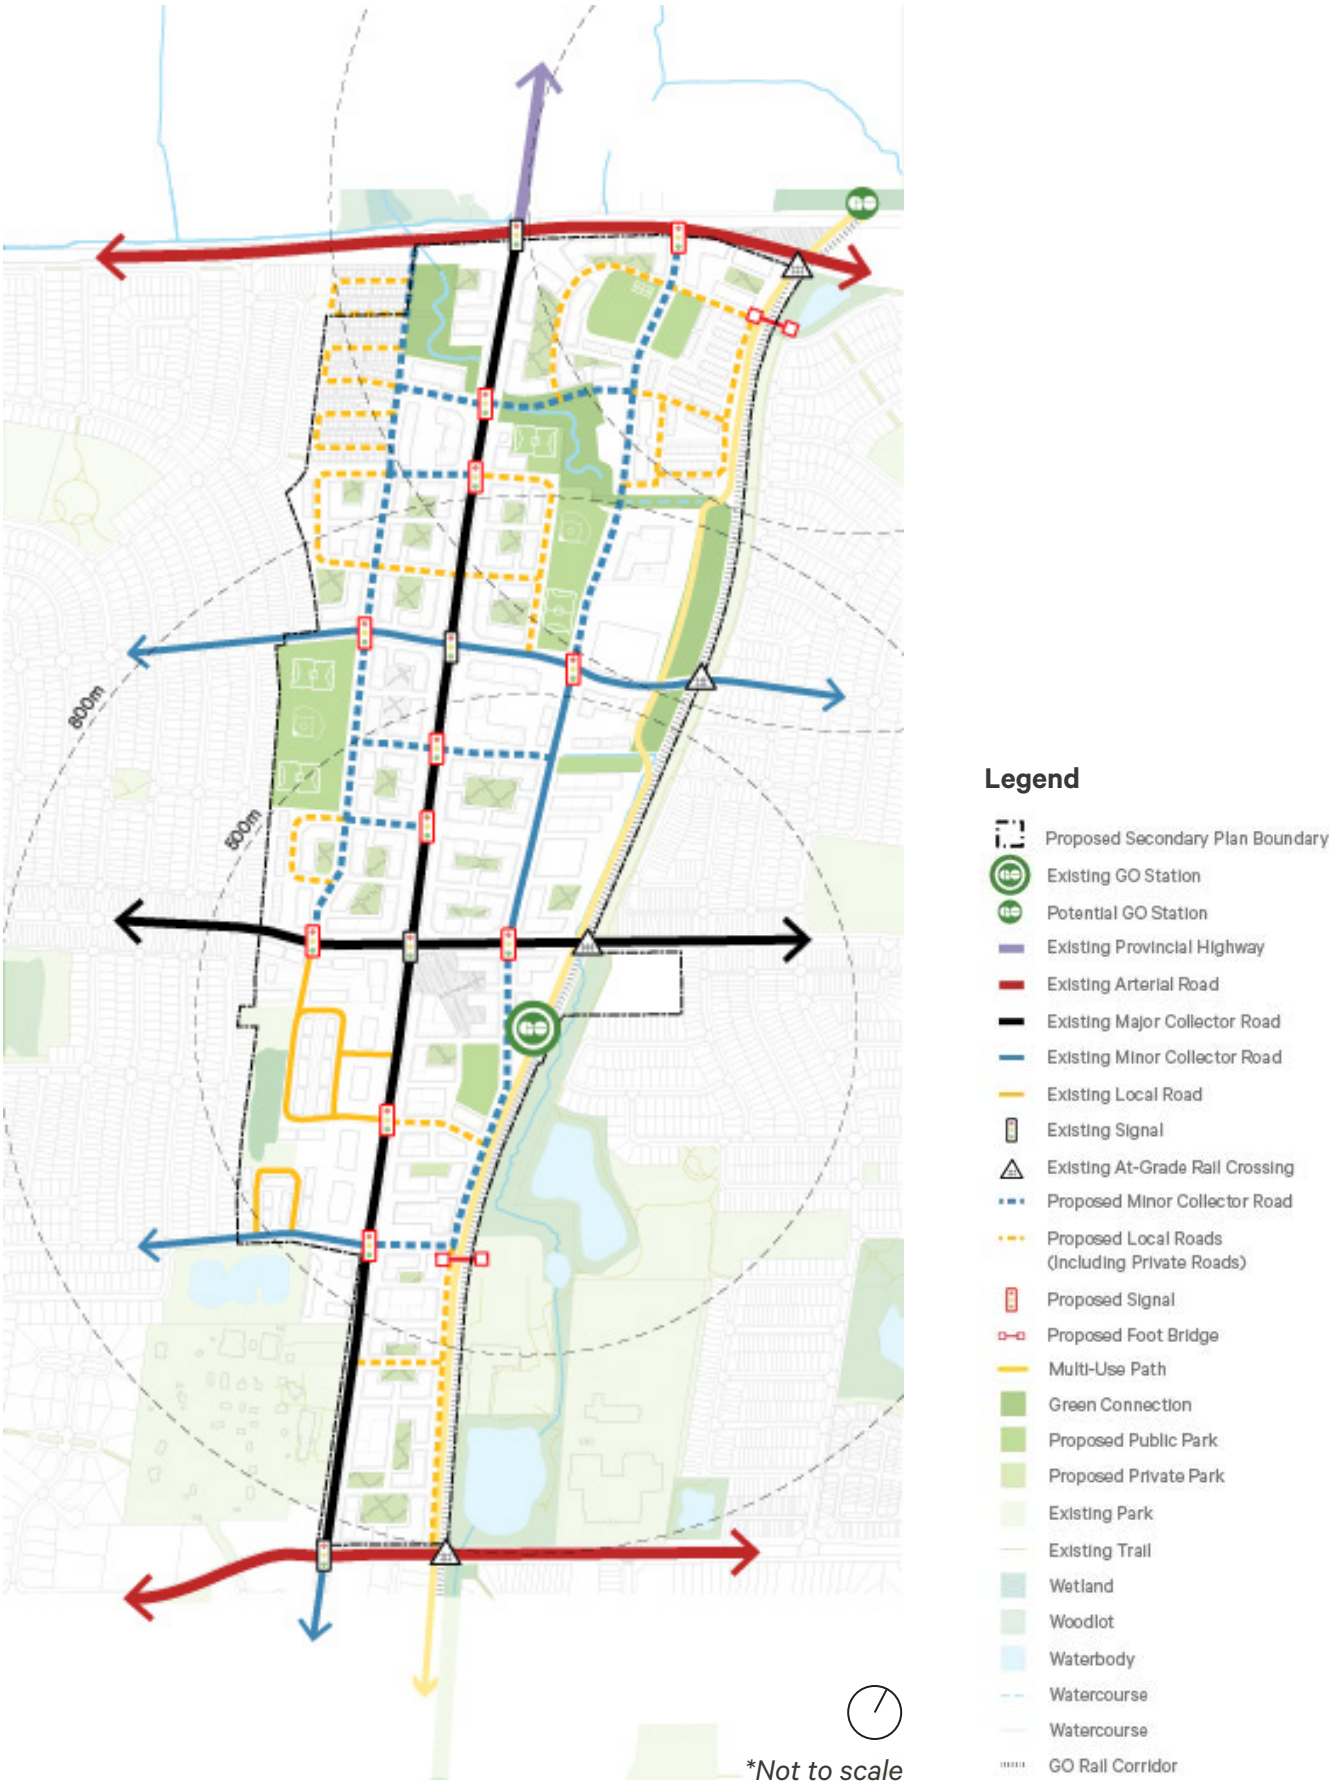 800m
500m
Legend
Proposed Secondary Plan Boundary
GO Existing GO Station
GO Potential GO Station
Existing Provincial Highway
Existing Arterial Road
Existing Major Collector Road
Existing Minor Collector Road
Existing Local Road
Existing Signal
Existing At-Grade Rail Crossing
Proposed Minor Collector Road
Proposed Local Roads
(Including Private Roads)
Proposed Signal
Proposed Foot Bridge
Multi-Use Path
Green Connection
Proposed Public Park
Proposed Private Park
Existing Park
Existing Trail
Wetland
Woodlot
Waterbody
Watercourse
Watercourse
GO Rail Corridor
*Not to scale